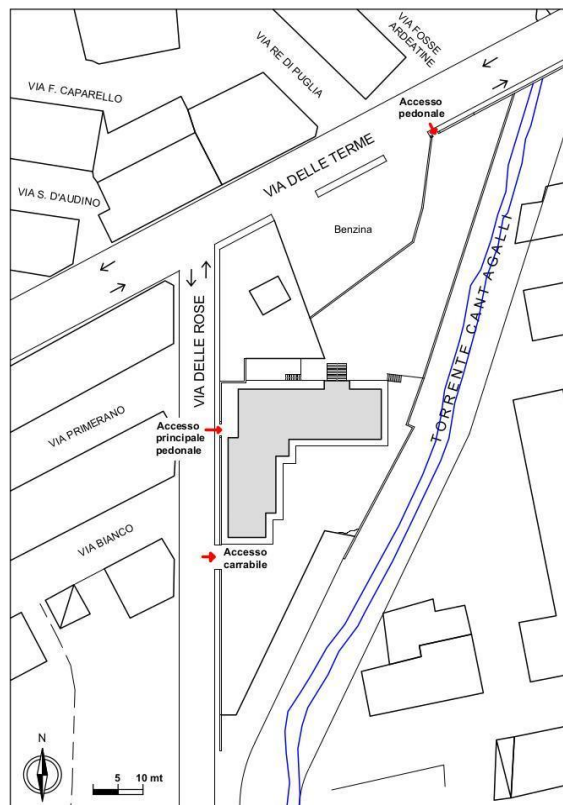 VIA FOSSE
ARDEATINE
VIA RE DI PUGLIA
VIA F. CAPARELLO
Accesso
pedonale
VIA DELLE TERME
VIA S. D'AUDINO
Benzina
TORRENTE CANTAGALLI
VIA DELLE ROSE
Accesso
principale
pedonale
VIA PRIMERANO
VIA BIANCO
Accesso
carrabile
N
5 10 mt